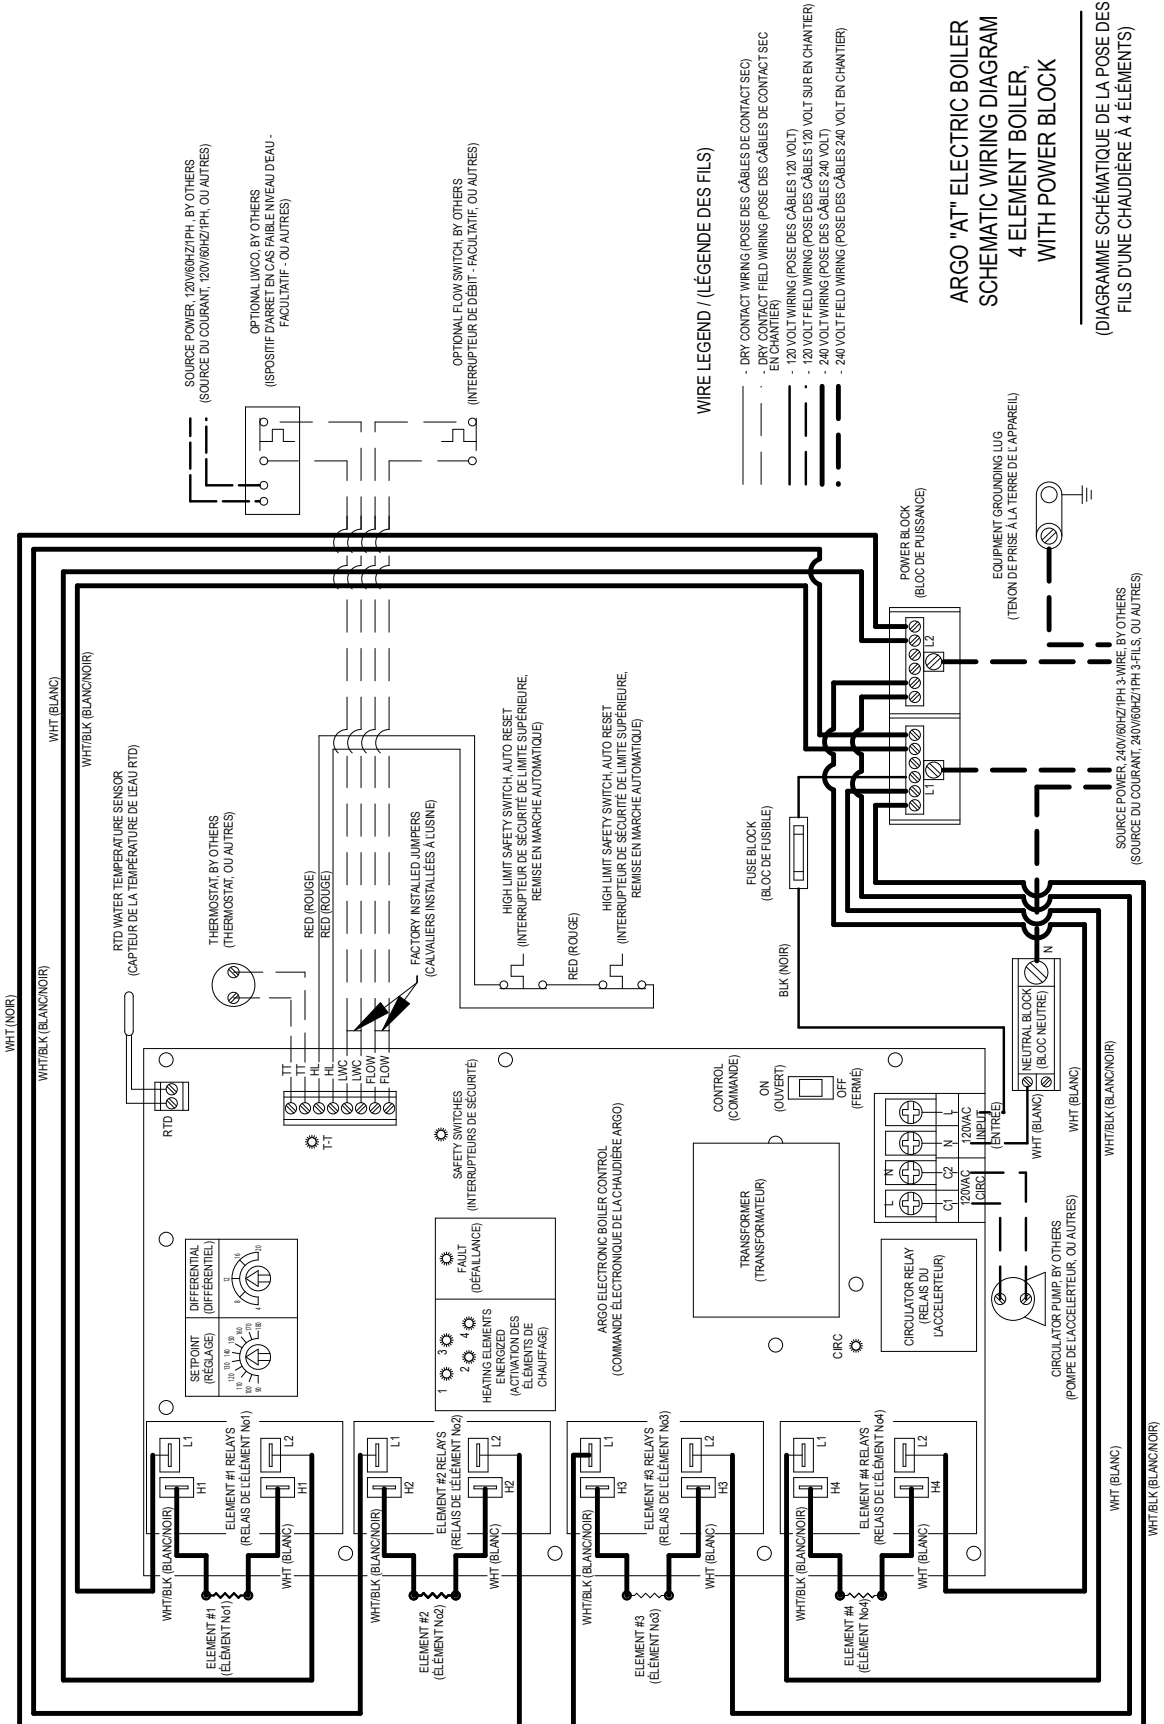 ARGO "AT" ELECTRIC BOILER
SCHEMATIC WIRING DIAGRAM
4 ELEMENT BOILER,
WITH POWER BLOCK
(DIAGRAMME SCHÉMATIQUE DE LA POSE DES
FILS D'UNE CHAUDIÈRE À 4 ÉLÉMENTS)
WIRE LEGEND / (LÉGENDE DES FILS)
- DRY CONTACT WIRING (POSE DES CÂBLES DE CONTACT SEC)
- DRY CONTACT FIELD WIRING (POSE DES CÂBLES DE CONTACT SEC
EN CHANTIER)
- 120 VOLT WIRING (POSE DES CÂBLES 120 VOLT)
- 120 VOLT FIELD WIRING (POSE DES CÂBLES 120 VOLT SUR EN CHANTIER)
- 240 VOLT WIRING (POSE DES CÂBLES 240 VOLT)
- 240 VOLT FIELD WIRING (POSE DES CÂBLES 240 VOLT EN CHANTIER)
SOURCE POWER, 120V/60HZ/1PH, BY OTHERS
(SOURCE DU COURANT, 120V/60HZ/1PH, OU AUTRES)
OPTIONAL LWCO, BY OTHERS
(ISPOSITIF D'ARRET EN CAS FAIBLE NIVEAU D'EAU -
FACULTATIF - OU AUTRES)
OPTIONAL FLOW SWITCH, BY OTHERS
(INTERRUPTEUR DE DÉBIT - FACULTATIF, OU AUTRES)
WHT (NOIR)
WHT/BLK (BLANC/NOIR)
WHT (BLANC)
WHT/BLK (BLANC/NOIR)
RTD WATER TEMPERATURE SENSOR
(CAPTEUR DE LA TEMPÉRATURE DE L'EAU RTD)
THERMOSTAT, BY OTHERS
(THERMOSTAT, OU AUTRES)
RED (ROUGE)
RED (ROUGE)
FACTORY INSTALLED JUMPERS
(CALVALIERS INSTALLÉES À L'USINE)
HIGH LIMIT SAFETY SWITCH, AUTO RESET
(INTERRUPTEUR DE SÉCURITÉ DE LIMITE SUPÉRIEURE,
REMISE EN MARCHE AUTOMATIQUE)
RED (ROUGE)
HIGH LIMIT SAFETY SWITCH, AUTO RESET
(INTERRUPTEUR DE SÉCURITÉ DE LIMITE SUPÉRIEURE,
REMISE EN MARCHE AUTOMATIQUE)
POWER BLOCK
(BLOC DE PUISSANCE)
L2
L1
EQUIPMENT GROUNDING LUG
(TENON DE PRISE À LA TERRE DE L'APPAREIL)
SOURCE POWER, 240V/60HZ/1PH 3-WIRE, BY OTHERS
(SOURCE DU COURANT, 240V/60HZ/1PH 3-FILS, OU AUTRES)
FUSE BLOCK
(BLOC DE FUSIBLE)
BLK (NOIR)
N
NEUTRAL BLOCK
(BLOC NEUTRE)
WHT (BLANC)
WHT (BLANC)
WHT/BLK (BLANC/NOIR)
RTD
TT
TT
HL
HL
LWC
LWC
FLOW
FLOW
T-T
SAFETY SWITCHES
(INTERRUPTEURS DE SÉCURITÉ)
SETPOINT
(RÉGLAGE)
90
100
110
120
130
140
150
160
170
180
DIFFERENTIAL
(DIFFÉRENTIEL)
4
8
12
16
20
1
2
3
4
HEATING ELEMENTS
ENERGIZED
(ACTIVATION DES
ÉLÉMENTS DE
CHAUFFAGE)
FAULT
(DÉFAILLANCE)
ARGO ELECTRONIC BOILER CONTROL
(COMMANDE ÉLECTRONIQUE DE LA CHAUDIÈRE ARGO)
CONTROL
(COMMANDE)
ON
(OUVERT)
OFF
(FERMÉ)
TRANSFORMER
(TRANSFORMATEUR)
CIRC
CIRCULATOR RELAY
(RELAIS DU
L'ACCELERTEUR)
L
N
C1
C2
N
L
120VAC
CIRC
120VAC
INPUT
(ENTRÉE)
CIRCULATOR PUMP, BY OTHERS
(POMPE DE L'ACCELERTEUR, OU AUTRES)
L1
L2
H1
H1
ELEMENT #1 RELAYS
(RELAIS DE L'ÉLÉMENT No1)
WHT/BLK (BLANC/NOIR)
WHT (BLANC)
ELEMENT #1
(ÉLÉMENT No1)
L1
L2
H2
H2
ELEMENT #2 RELAYS
(RELAIS DE L'ÉLÉMENT No2)
WHT/BLK (BLANC/NOIR)
WHT (BLANC)
ELEMENT #2
(ÉLÉMENT No2)
L1
L2
H3
H3
ELEMENT #3 RELAYS
(RELAIS DE L'ÉLÉMENT No3)
WHT/BLK (BLANC/NOIR)
WHT (BLANC)
ELEMENT #3
(ÉLÉMENT No3)
L1
L2
H4
H4
ELEMENT #4 RELAYS
(RELAIS DE L'ÉLÉMENT No4)
WHT/BLK (BLANC/NOIR)
WHT (BLANC)
ELEMENT #4
(ÉLÉMENT No4)
WHT (BLANC)
WHT/BLK (BLANC/NOIR